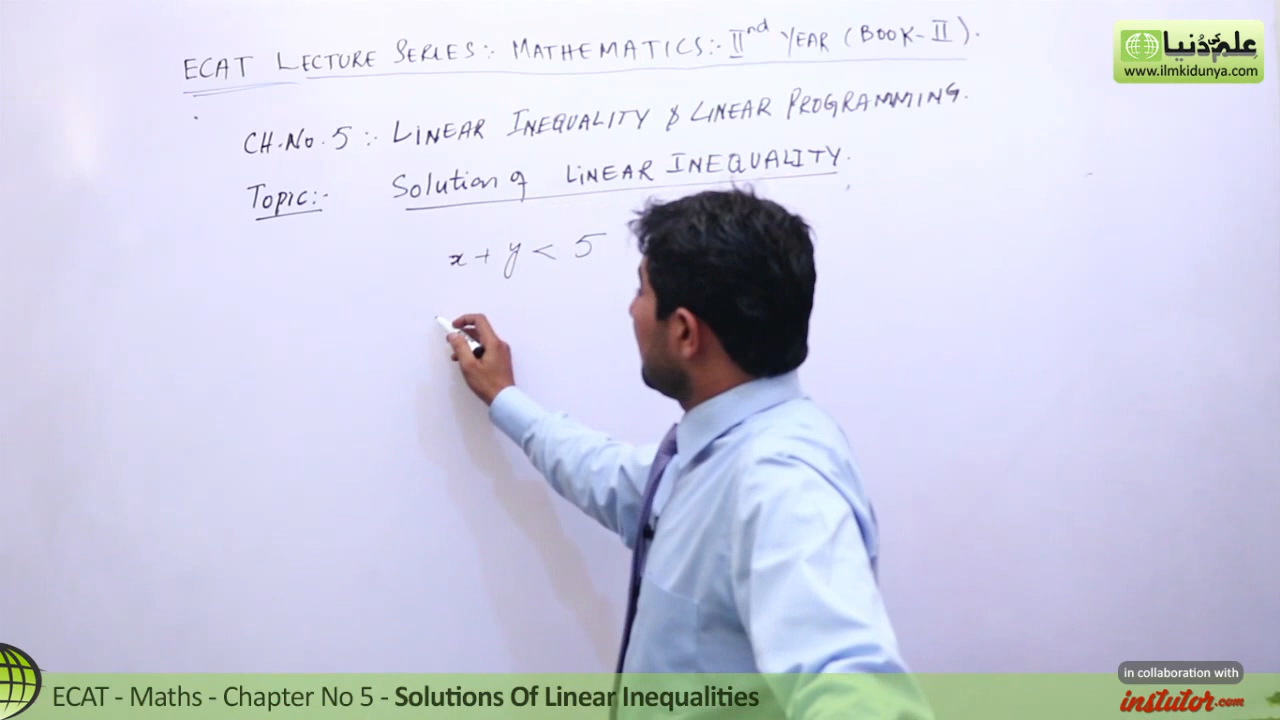 ECAT LECTURE SERIES:. MATHEMATICS:- IInd YEAR (BOOK-II).
علم کی دنیا
www.ilmkidunya.com
CH.No.5 :. LINEAR INEQUALITY & LINEAR PROGRAMMING.
Topic:- Solution of LINEAR INEQUALITY.
x + y < 5
in collaboration with
instutor.com
ECAT - Maths - Chapter No 5 - Solutions Of Linear Inequalities